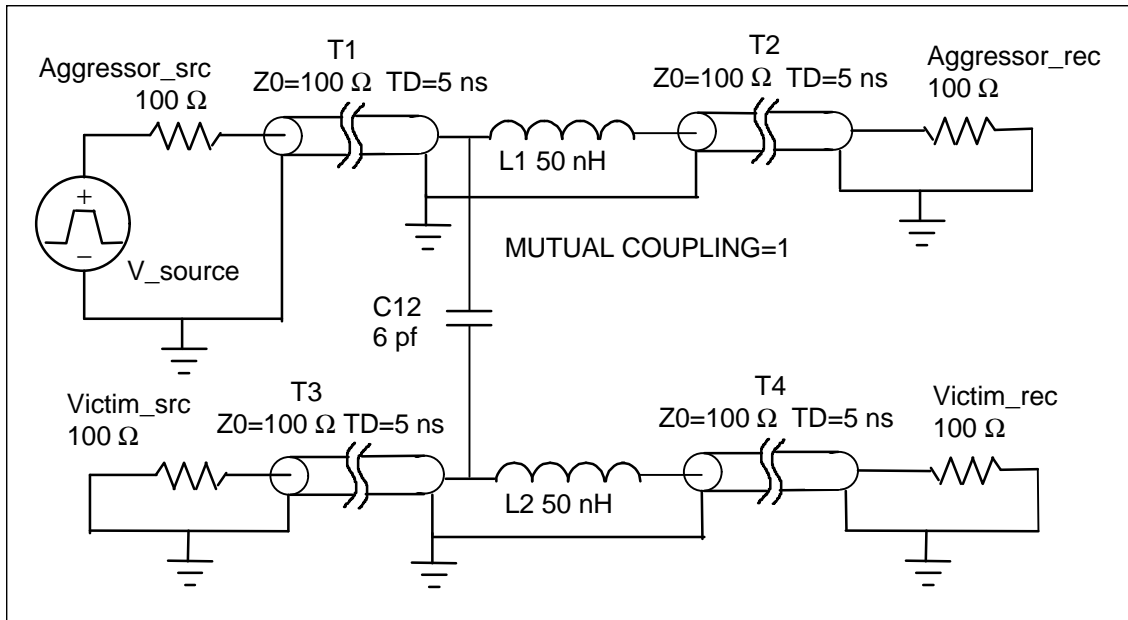 T1
Z0=100 Ω TD=5 ns
T2
Z0=100 Ω TD=5 ns
Aggressor_src
100 Ω
Aggressor_rec
100 Ω
L1 50 nH
+
−
V_source
MUTUAL COUPLING=1
C12
6 pf
T3
Z0=100 Ω TD=5 ns
T4
Z0=100 Ω TD=5 ns
Victim_src
100 Ω
Victim_rec
100 Ω
L2 50 nH